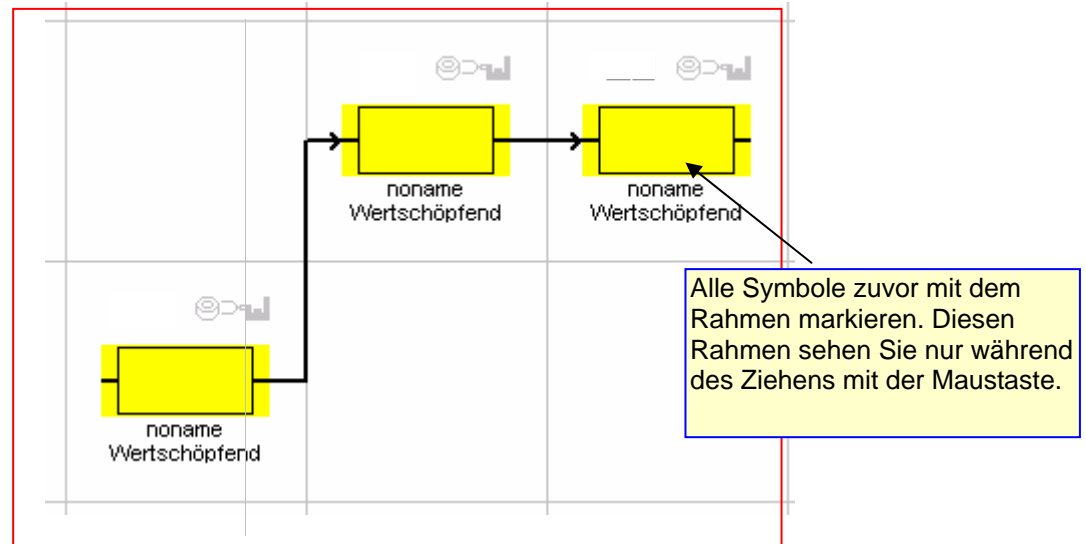 noname
Wertschöpfend
noname
Wertschöpfend
Alle Symbole zuvor mit dem
Rahmen markieren. Diesen
Rahmen sehen Sie nur während
des Ziehens mit der Maustaste.
noname
Wertschöpfend